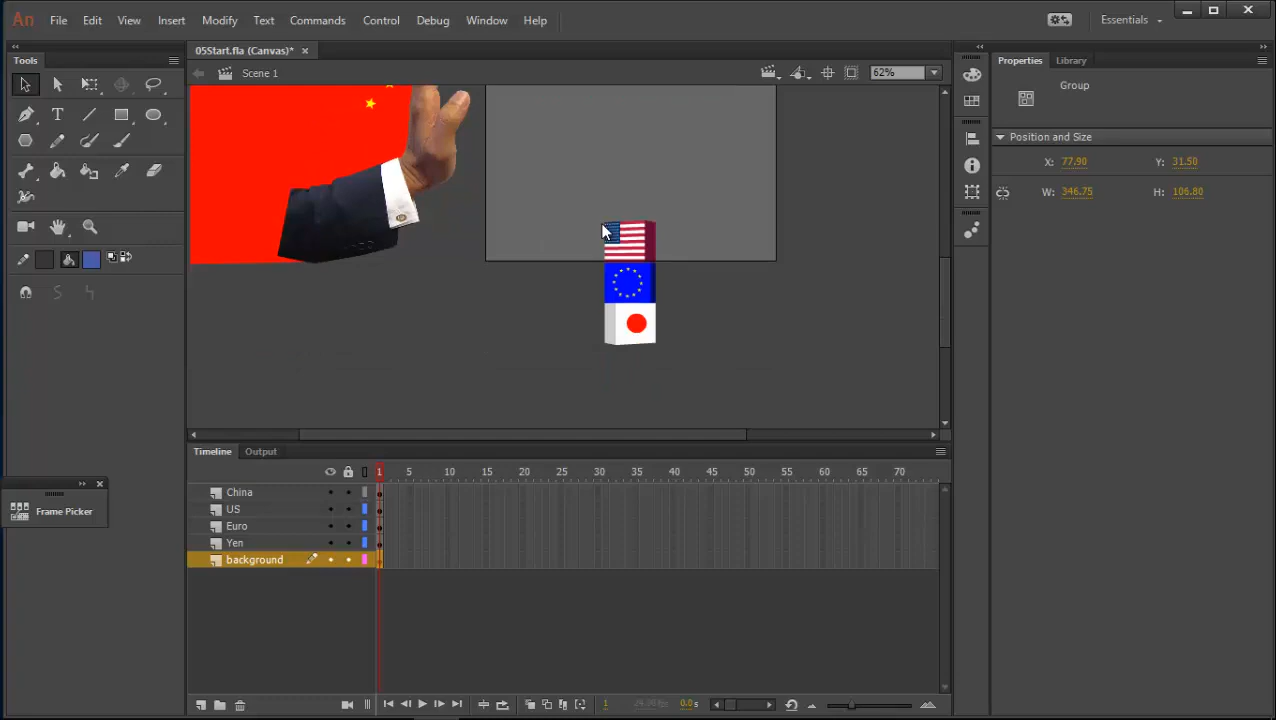 An File Edit View Insert Modify Text Commands Control Debug Window Help Essentials
Tools
05Start.fla (Canvas)* ×
Scene 1
62%
Properties Library
Group
Position and Size
X: 77.90 Y: 31.50
W: 346.75 H: 106.80
Timeline Output
1 5 10 15 20 25 30 35 40 45 50 55 60 65 70
China
US
Euro
Yen
background
Frame Picker
1 0.0s